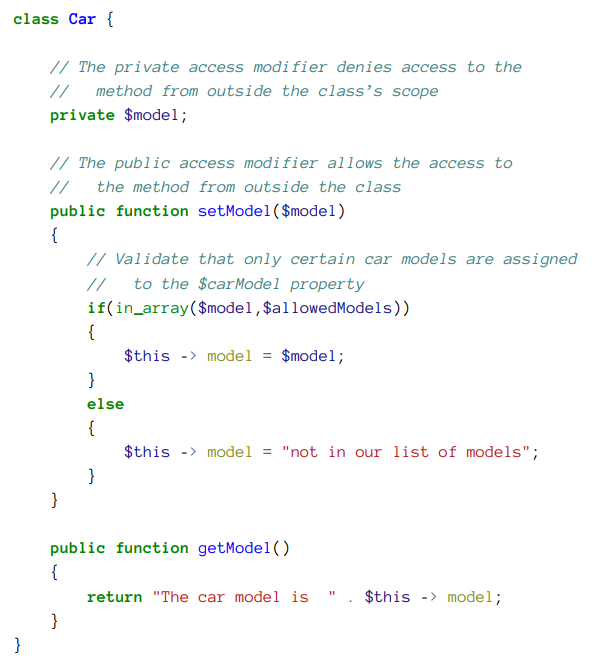 class Car {
// The private access modifier denies access to the
//   method from outside the class’s scope
private $model;
// The public access modifier allows the access to
//   the method from outside the class
public function setModel($model)
{
// Validate that only certain car models are assigned
//   to the $carModel property
if(in_array($model,$allowedModels))
{
$this -> model = $model;
}
else
{
$this -> model = "not in our list of models";
}
}
public function getModel()
{
return "The car model is  " . $this -> model;
}
}